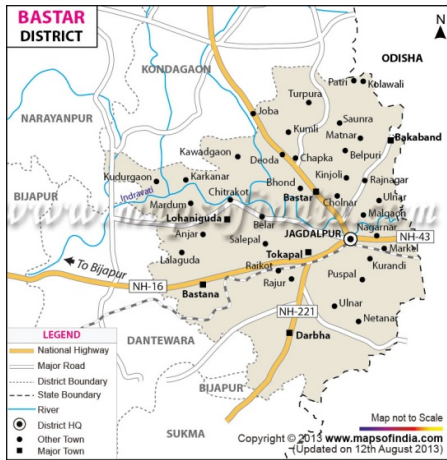 BASTAR
DISTRICT
N
KONDAGAON
ODISHA
Patri
Kolawali
Turpura
NARAYANPUR
Joba
Saunra
Kumli
Matnar
Bakaband
Kawadgaon
Deoda
Chapka
Belpuri
Kudurgaon
Karkanar
Kinjoli
Rajnagar
BIJAPUR
Indravati
Chitrakot
Bhond
Bastar
Cholnar
Ulnar
Mardum
Malgaon
www.mapsofindia.com
Lohaniguda
Belar
Nagarnar
Anjar
Salepal
JAGDALPUR
NH-43
Tokapal
Markel
To Bijapur
Lalaguda
Raikot
Kurandi
NH-16
Bastana
Rajur
Puspal
Ulnar
NH-221
Netanar
LEGEND
National Highway
Major Road
District Boundary
State Boundary
River
District HQ
Other Town
Major Town
DANTEWARA
Darbha
BIJAPUR
SUKMA
Map not to Scale
Copyright © 2013 www.mapsofindia.com
(Updated on 12th August 2013)